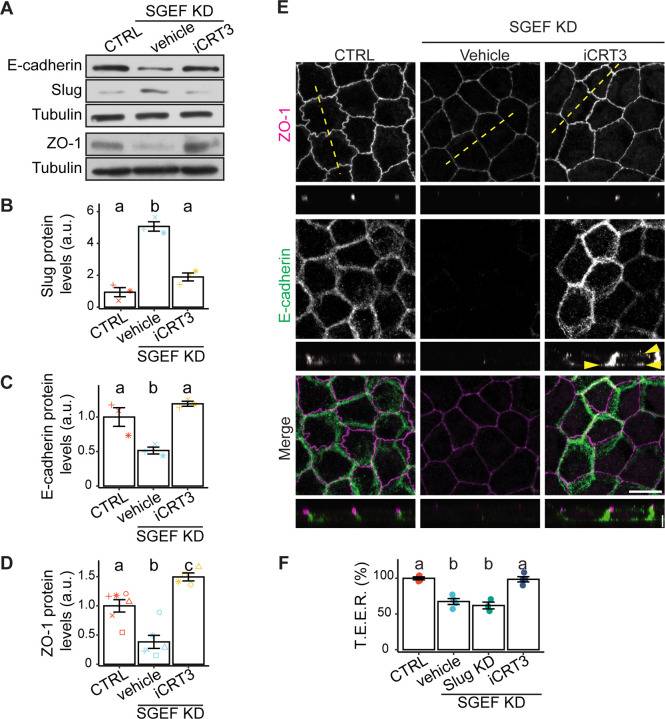 A
SGEF KD
CTRL vehicle iCRT3
E-cadherin
Slug
Tubulin
ZO-1
Tubulin
B
Slug protein
levels (a.u.)
6
4
2
0
a b a
CTRL vehicle iCRT3
SGEF KD
C
E-cadherin protein
levels (a.u.)
1.0
0.5
0.0
a b a
CTRL vehicle iCRT3
SGEF KD
D
ZO-1 protein
levels (a.u.)
1.5
1.0
0.5
0.0
a b c
CTRL vehicle iCRT3
SGEF KD
E
SGEF KD
CTRL Vehicle iCRT3
ZO-1
E-cadherin
Merge
F
T.E.E.R. (%)
100
50
0
a b b a
CTRL vehicle Slug KD iCRT3
SGEF KD